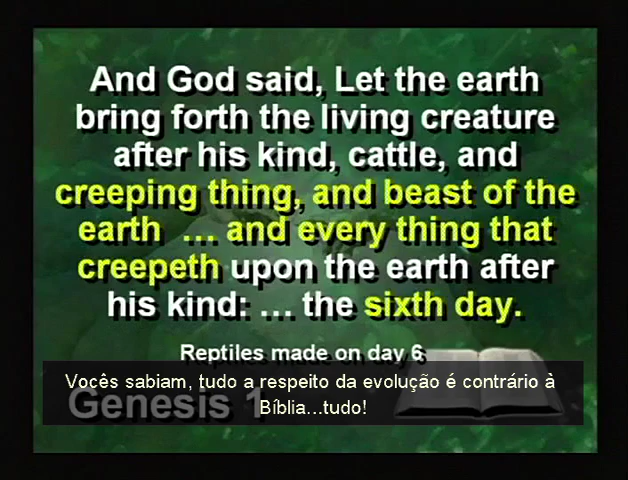 And God said, Let the earth
bring forth the living creature
after his kind, cattle, and
creeping thing, and beast of the
earth ... and every thing that
creepeth upon the earth after
his kind: ... the sixth day.
Reptiles made on day 6
Vocês sabiam, tudo a respeito da evolução é contrário à
Bíblia...tudo!
Genesis 1